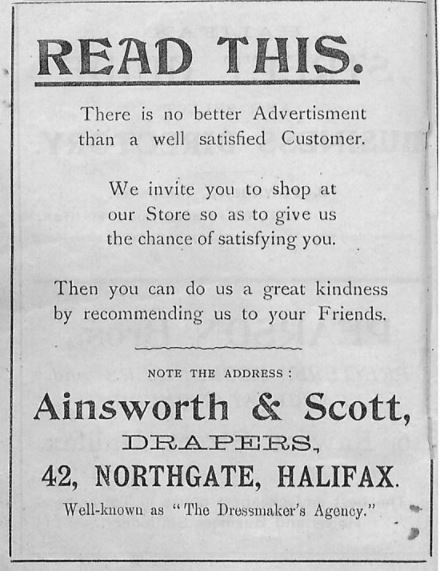 READ THIS.
There is no better Advertisment
than a well satisfied Customer.
We invite you to shop at
our Store so as to give us
the chance of satisfying you.
Then you can do us a great kindness
by recommending us to your Friends.
NOTE THE ADDRESS:
Ainsworth & Scott,
DRAPERS,
42, NORTHGATE, HALIFAX.
Well-known as "The Dressmaker's Agency."